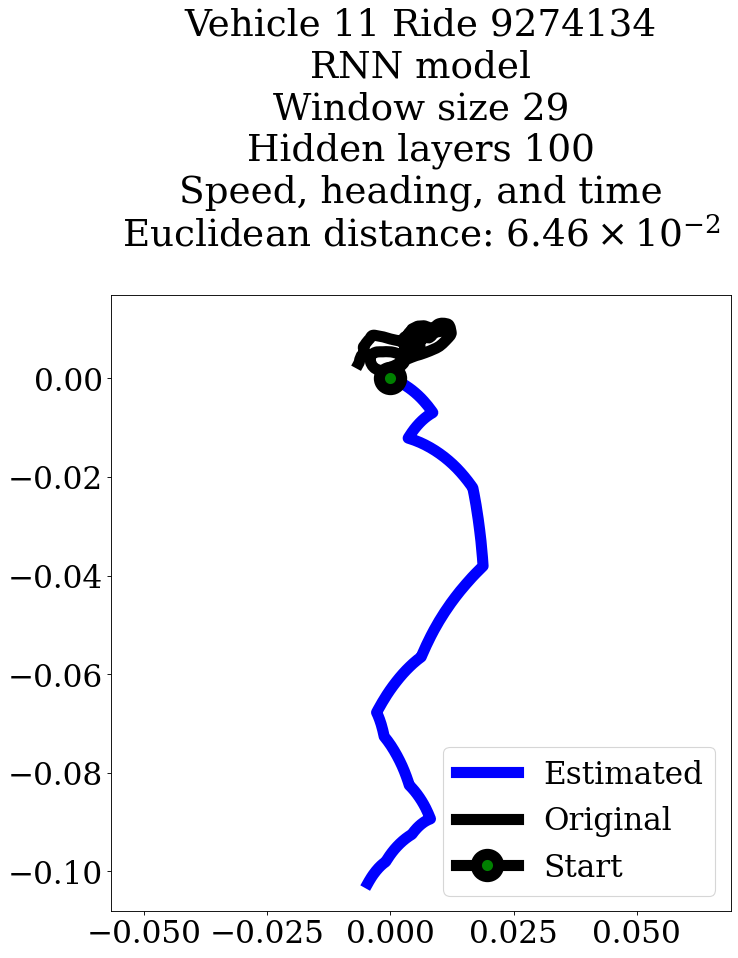 Vehicle 11 Ride 9274134
RNN model
Window size 29
Hidden layers 100
Speed, heading, and time
Euclidean distance: 6.46 × 10⁻²
0.00
−0.02
−0.04
−0.06
−0.08
−0.10
Estimated
Original
Start
−0.050 −0.025 0.000 0.025 0.050